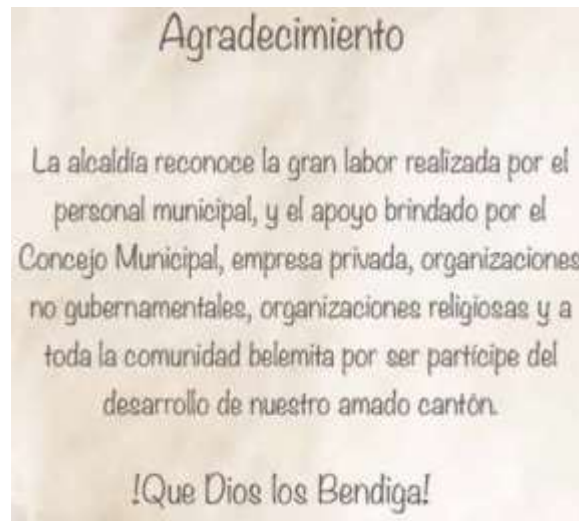 Agradecimiento
La alcaldía reconoce la gran labor realizada por el
personal municipal, y el apoyo brindado por el
Concejo Municipal, empresa privada, organizaciones
no gubernamentales, organizaciones religiosas y a
toda la comunidad belemita por ser partícipe del
desarrollo de nuestro amado cantón.
!Que Dios los Bendiga!